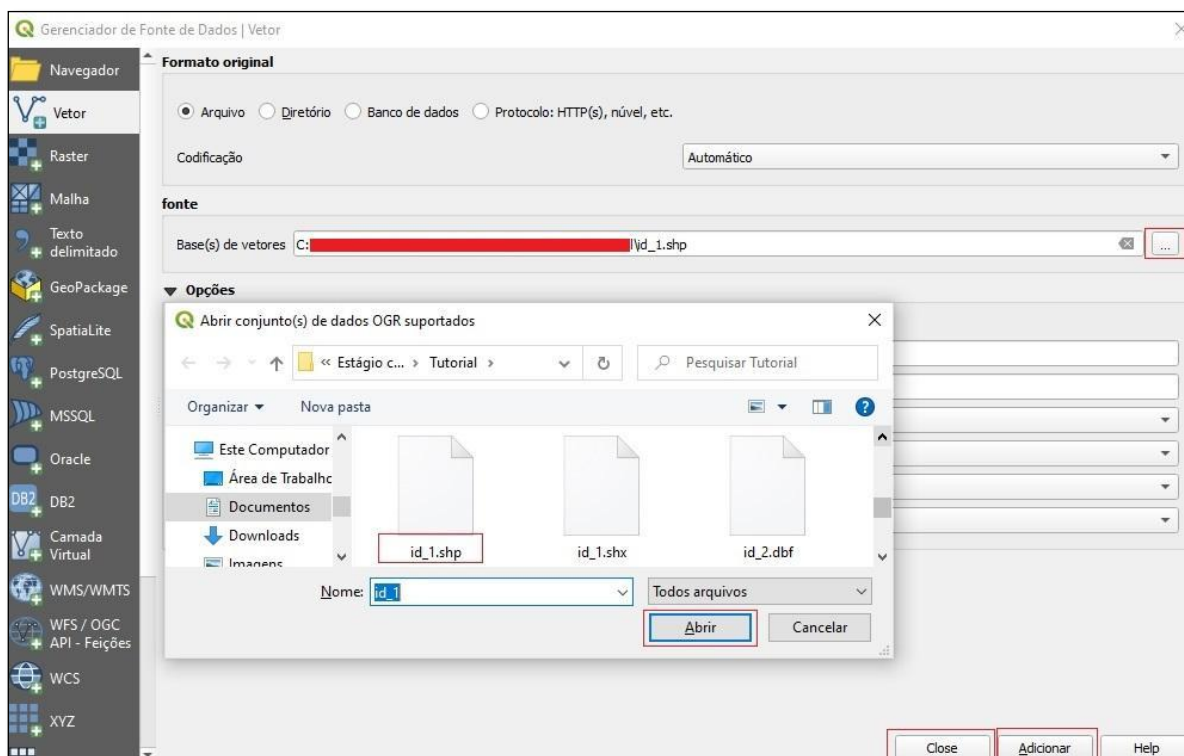 Gerenciador de Fonte de Dados | Vetor
Navegador
Vetor
Raster
Malha
Texto
delimitado
GeoPackage
SpatiaLite
PostgreSQL
MSSQL
Oracle
DB2
DB2
Camada
Virtual
WMS/WMTS
WFS / OGC
API - Feições
WCS
XYZ
Formato original
Arquivo Diretório Banco de dados Protocolo: HTTP(s), núvel, etc.
Codificação Automático
fonte
Base(s) de vetores C: l\id_1.shp ...
Opções
Abrir conjunto(s) de dados OGR suportados
« Estágio c... › Tutorial › Pesquisar Tutorial
Organizar Nova pasta ?
Este Computador
Área de Trabalho
Documentos
Downloads
Imagens
id_1.shp id_1.shx id_2.dbf
Nome: id_1 Todos arquivos
Abrir Cancelar
Close Adicionar Help